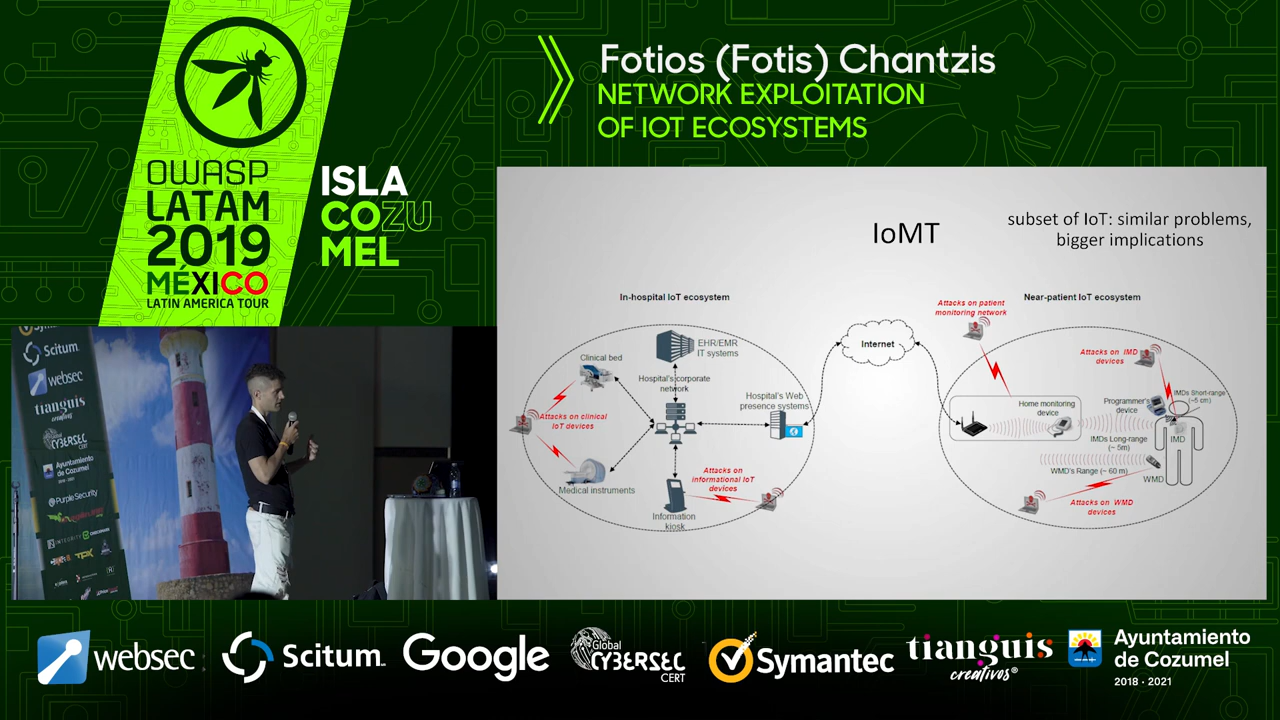 OWASP
LATAM
2019
MÉXICO
LATIN AMERICA TOUR
ISLA
COZU
MEL
Fotios (Fotis) Chantzis
NETWORK EXPLOITATION
OF IOT ECOSYSTEMS
IoMT
subset of IoT: similar problems,
bigger implications
In-hospital IoT ecosystem
Clinical bed
EHR/EMR
IT systems
Hospital's corporate
network
Hospital's Web
presence systems
Attacks on clinical
IoT devices
Medical instruments
Attacks on
informational IoT
devices
Information
kiosk
Internet
Near-patient IoT ecosystem
Attacks on patient
monitoring network
Attacks on IMD
devices
Home monitoring
device
Programmer's
device
IMDs Short-range
(~5 cm)
IMDs Long-range
(~ 5m)
IMD
WMD's Range (~ 60 m)
WMD
Attacks on WMD
devices
Scitum
websec
tianguis
CYBERSEC
Ayuntamiento
de Cozumel
PurpleSecurity
INTEGRITY
TPX
websec
Scitum
Google
Global
CYBERSEC
CERT
Symantec
tianguis
creativos®
Ayuntamiento
de Cozumel
2018 - 2021